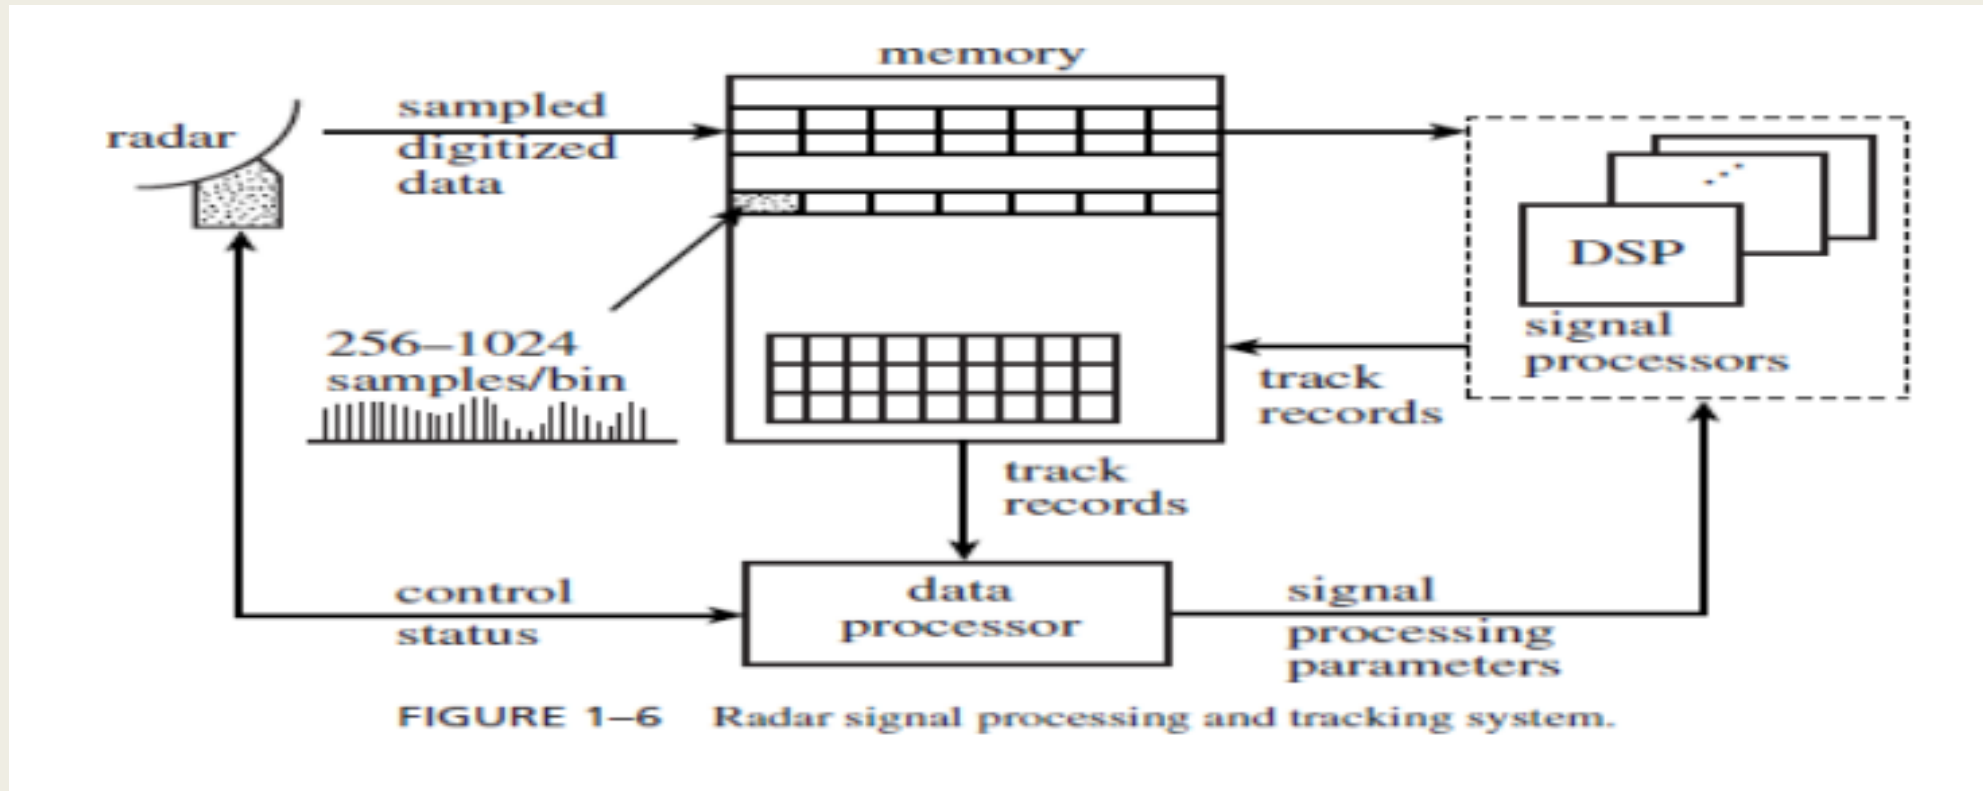 memory
radar
sampled
digitized
data
DSP
signal
processors
256–1024
samples/bin
track
records
track
records
control
status
data
processor
signal
processing
parameters
FIGURE 1–6 Radar signal processing and tracking system.